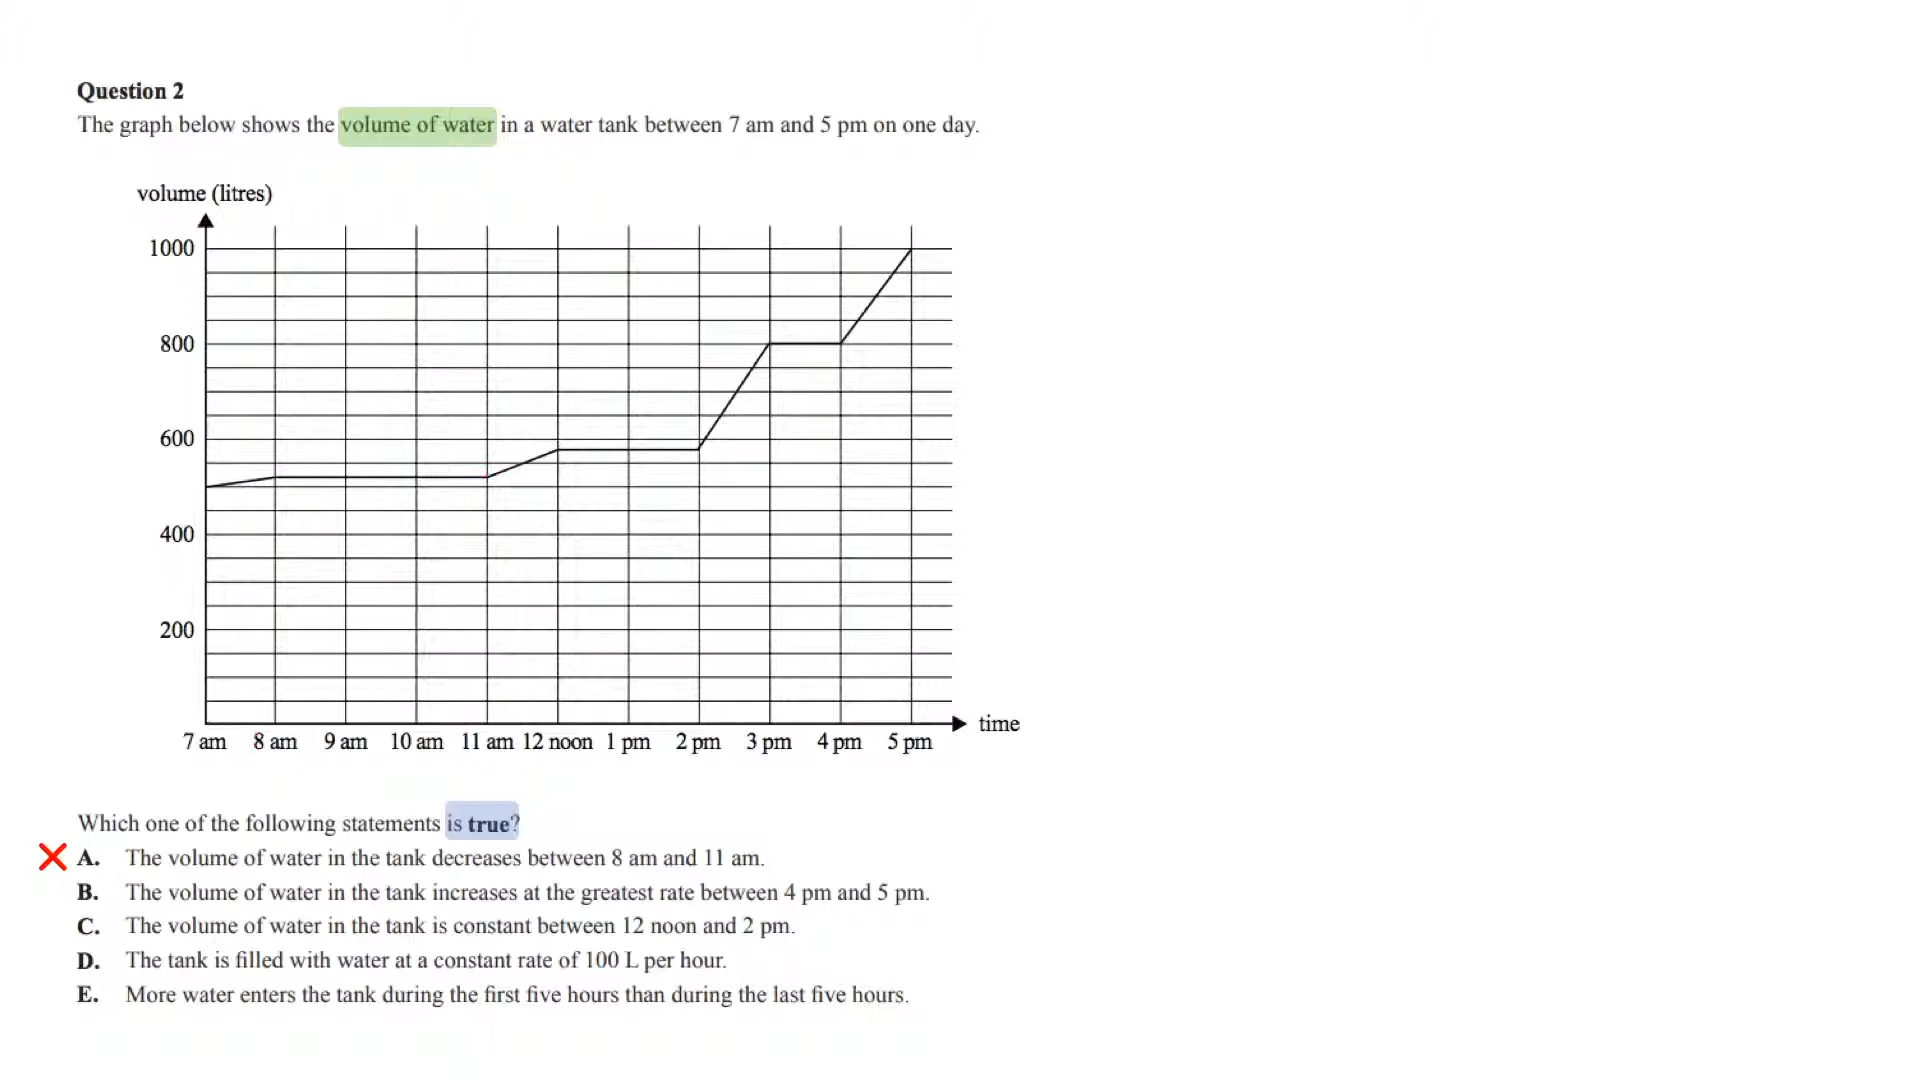 Question 2
The graph below shows the volume of water in a water tank between 7 am and 5 pm on one day.
volume (litres)
1000
800
600
400
200
time
7 am 8 am 9 am 10 am 11 am 12 noon 1 pm 2 pm 3 pm 4 pm 5 pm
Which one of the following statements is true?
A. The volume of water in the tank decreases between 8 am and 11 am.
B. The volume of water in the tank increases at the greatest rate between 4 pm and 5 pm.
C. The volume of water in the tank is constant between 12 noon and 2 pm.
D. The tank is filled with water at a constant rate of 100 L per hour.
E. More water enters the tank during the first five hours than during the last five hours.